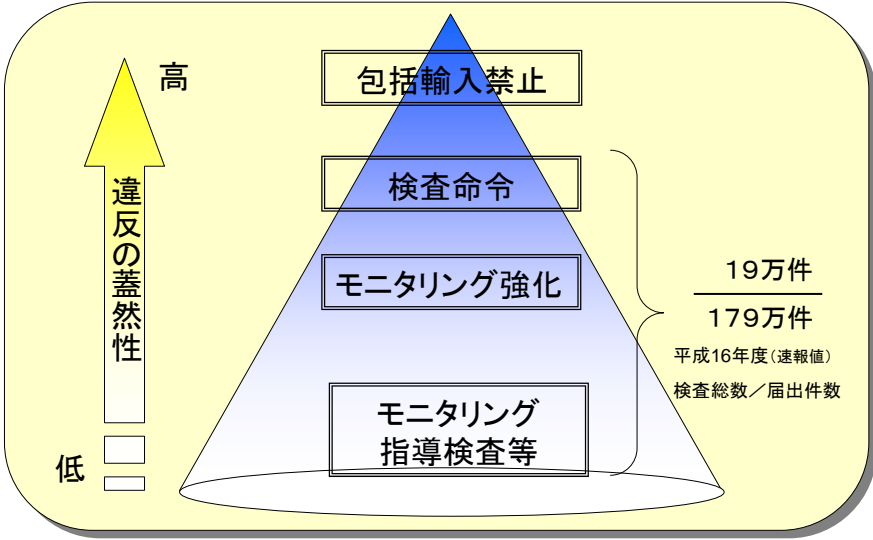 高
包括輸入禁止
検査命令
違反の蓋然性
モニタリング強化
19万件
179万件
平成16年度(速報値)
検査総数/届出件数
モニタリング
指導検査等
低